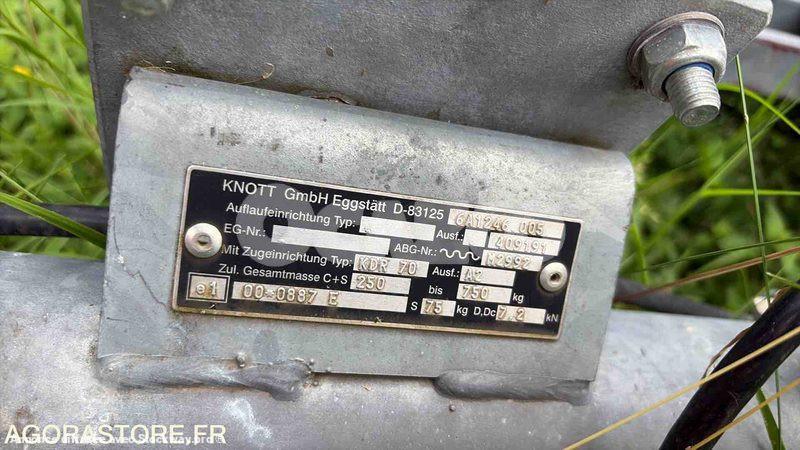 KNOTT GmbH Eggstätt D-83125 6A1246.005
Auflaufeinrichtung Typ: Ausf.: 409191
EG-Nr.: ABG-Nr.: M2992
Mit Zugeinrichtung Typ: KDR 70 Ausf.: A2
Zul. Gesamtmasse C+S 250 bis 750 kg
e1 00-0887 E S 75 kg D,Dc 7,2 kN
AGORASTORE.FR